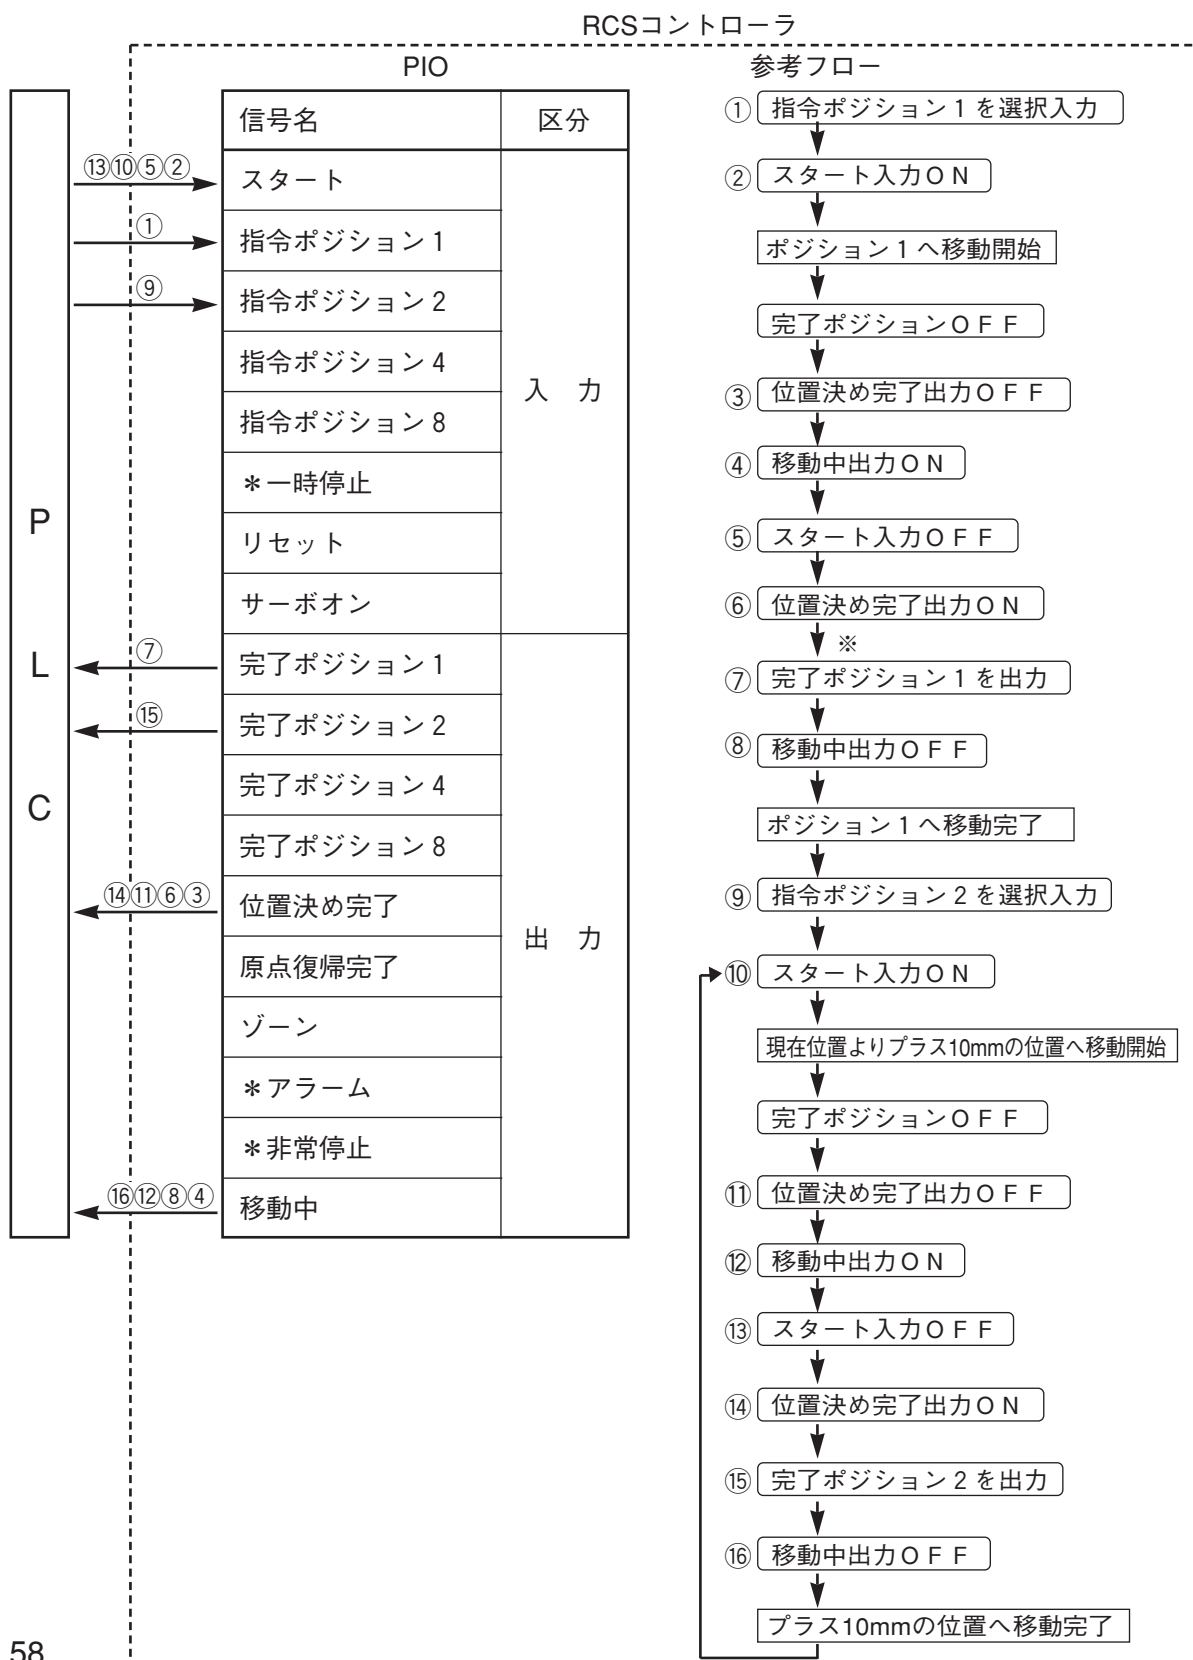 RCSコントローラ
PIO
参考フロー
信号名 区分
スタート
指令ポジション1
指令ポジション2
指令ポジション4
指令ポジション8
＊一時停止
リセット
サーボオン
入 力
完了ポジション1
完了ポジション2
完了ポジション4
完了ポジション8
位置決め完了
原点復帰完了
ゾーン
＊アラーム
＊非常停止
移動中
出 力
P
L
C
⑬⑩⑤②
①
⑨
⑦
⑮
⑭⑪⑥③
⑯⑫⑧④
① 指令ポジション1を選択入力
② スタート入力ON
ポジション1へ移動開始
完了ポジションOFF
③ 位置決め完了出力OFF
④ 移動中出力ON
⑤ スタート入力OFF
⑥ 位置決め完了出力ON
※
⑦ 完了ポジション1を出力
⑧ 移動中出力OFF
ポジション1へ移動完了
⑨ 指令ポジション2を選択入力
⑩ スタート入力ON
現在位置よりプラス10mmの位置へ移動開始
完了ポジションOFF
⑪ 位置決め完了出力OFF
⑫ 移動中出力ON
⑬ スタート入力OFF
⑭ 位置決め完了出力ON
⑮ 完了ポジション2を出力
⑯ 移動中出力OFF
プラス10mmの位置へ移動完了
58